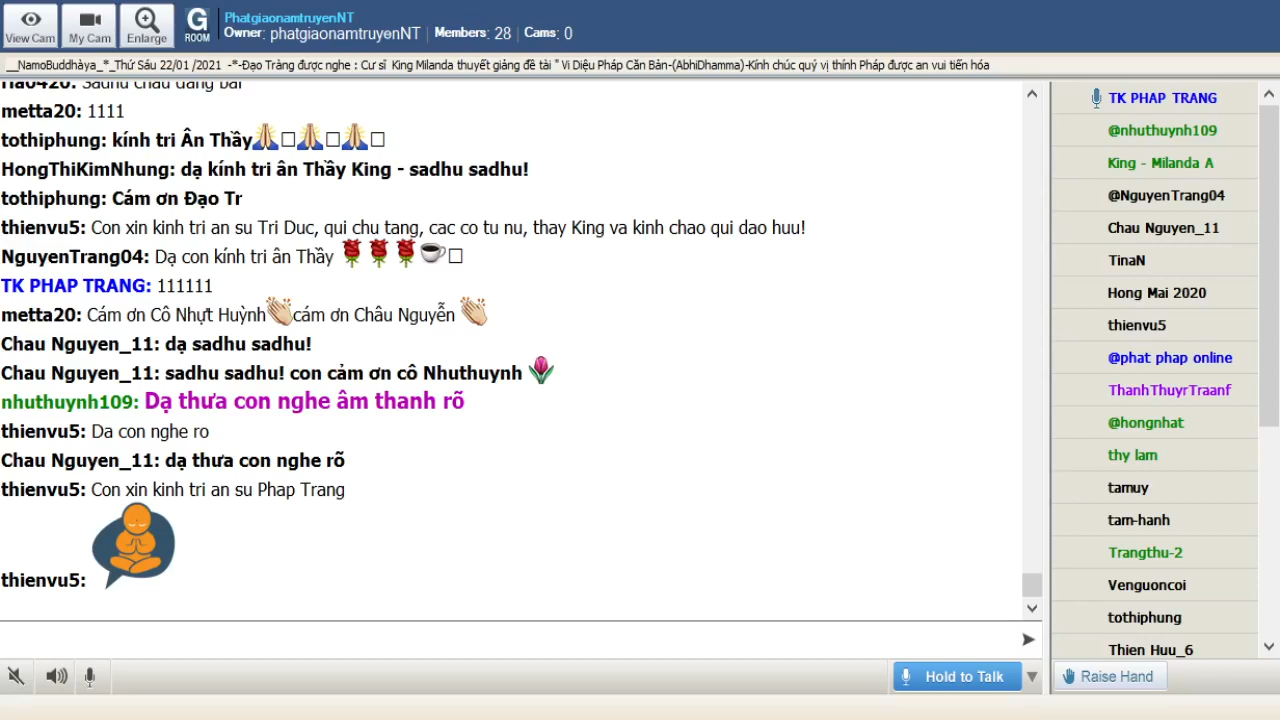 View Cam
My Cam
Enlarge
G
ROOM
PhatgiaonamtruyenNT
Owner: phatgiaonamtruyenNT | Members: 28 | Cams: 0
__NamoBuddhàya_*_Thứ Sáu 22/01 /2021 -*-Đạo Tràng được nghe : Cư sĩ King Milanda thuyết giảng đề tài " Vi Diệu Pháp Căn Bản-(AbhiDhamma)-Kính chúc quý vị thính Pháp được an vui tiến hóa
metta20: 1111
tothiphung: kính tri Ân Thầy🙏□🙏□🙏□
HongThiKimNhung: dạ kính tri ân Thầy King - sadhu sadhu!
tothiphung: Cám ơn Đạo Tr
thienvu5: Con xin kinh tri an su Tri Duc, qui chu tang, cac co tu nu, thay King va kinh chao qui dao huu!
NguyenTrang04: Dạ con kính tri ân Thầy 🌹🌹🌹☕□
TK PHAP TRANG: 111111
metta20: Cám ơn Cô Nhựt Huỳnh👏cám ơn Châu Nguyễn 👏
Chau Nguyen_11: dạ sadhu sadhu!
Chau Nguyen_11: sadhu sadhu! con cảm ơn cô Nhuthuynh 🌷
nhuthuynh109: Dạ thưa con nghe âm thanh rõ
thienvu5: Da con nghe ro
Chau Nguyen_11: dạ thưa con nghe rõ
thienvu5: Con xin kinh tri an su Phap Trang
thienvu5:
Hold to Talk
TK PHAP TRANG
@nhuthuynh109
King - Milanda A
@NguyenTrang04
Chau Nguyen_11
TinaN
Hong Mai 2020
thienvu5
@phat phap online
ThanhThuyrTraanf
@hongnhat
thy lam
tamuy
tam-hanh
Trangthu-2
Venguoncoi
tothiphung
Thien Huu_6
Raise Hand